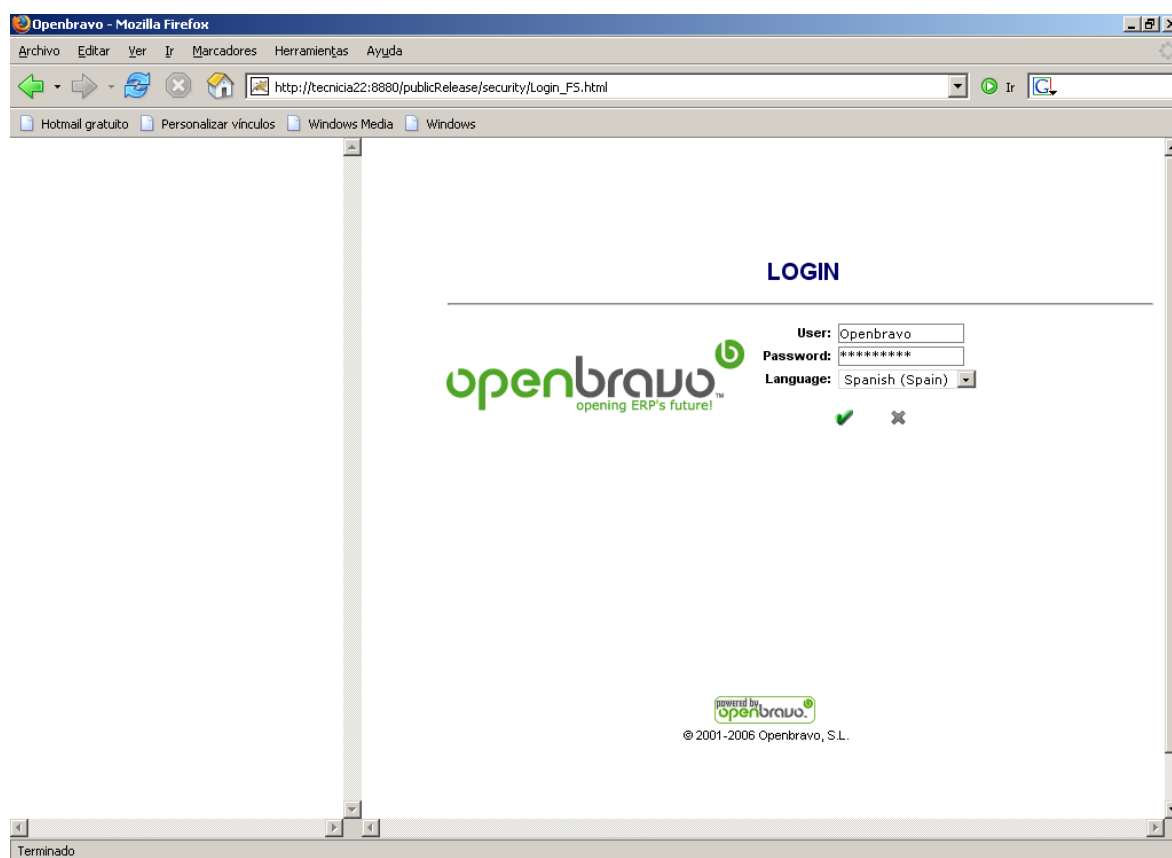 Openbravo - Mozilla Firefox
Archivo Editar Ver Ir Marcadores Herramientas Ayuda
http://tecnicia22:8880/publicRelease/security/Login_FS.html Ir G
Hotmail gratuito Personalizar vínculos Windows Media Windows
LOGIN
User: Openbravo
Password: *********
Language: Spanish (Spain)
openbravo b ™
opening ERP's future!
powered by
openbravo.
© 2001-2006 Openbravo, S.L.
Terminado